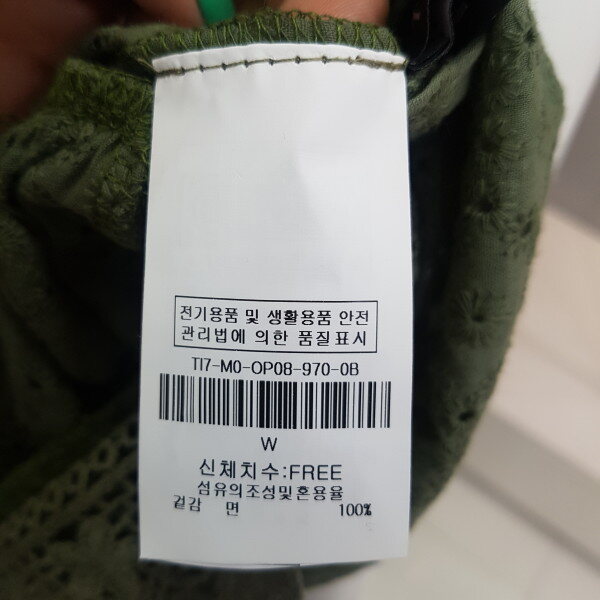 전기용품 및 생활용품 안전
관리법에 의한 품질표시
TI7-M0-OP08-970-0B
W
신체치수:FREE
섬유의조성및혼용율
겉감 면 100%